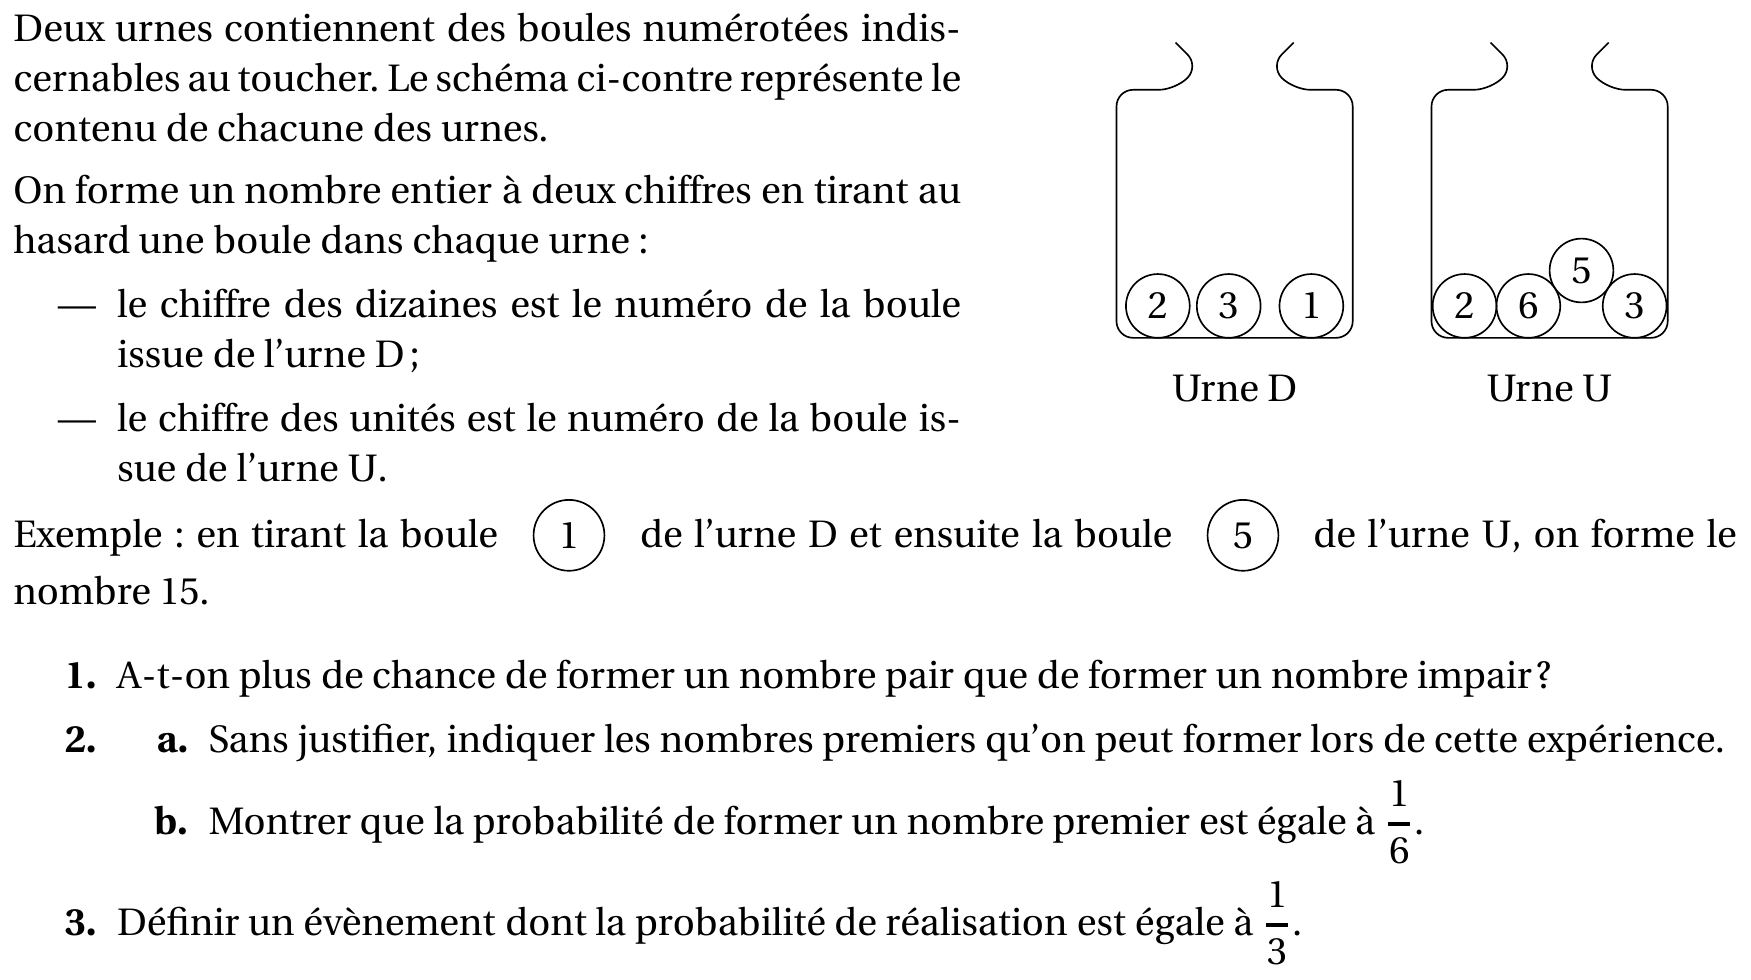 Deux urnes contiennent des boules numérotées indis-
cernables au toucher. Le schéma ci-contre représente le
contenu de chacune des urnes.
On forme un nombre entier à deux chiffres en tirant au
hasard une boule dans chaque urne :
— le chiffre des dizaines est le numéro de la boule
issue de l'urne D ;
— le chiffre des unités est le numéro de la boule is-
sue de l'urne U.
2 3 1
Urne D
2 6 5 3
Urne U
Exemple : en tirant la boule 1 de l'urne D et ensuite la boule 5 de l'urne U, on forme le
nombre 15.
1. A-t-on plus de chance de former un nombre pair que de former un nombre impair ?
2. a. Sans justifier, indiquer les nombres premiers qu'on peut former lors de cette expérience.
b. Montrer que la probabilité de former un nombre premier est égale à 1/6.
3. Définir un évènement dont la probabilité de réalisation est égale à 1/3.